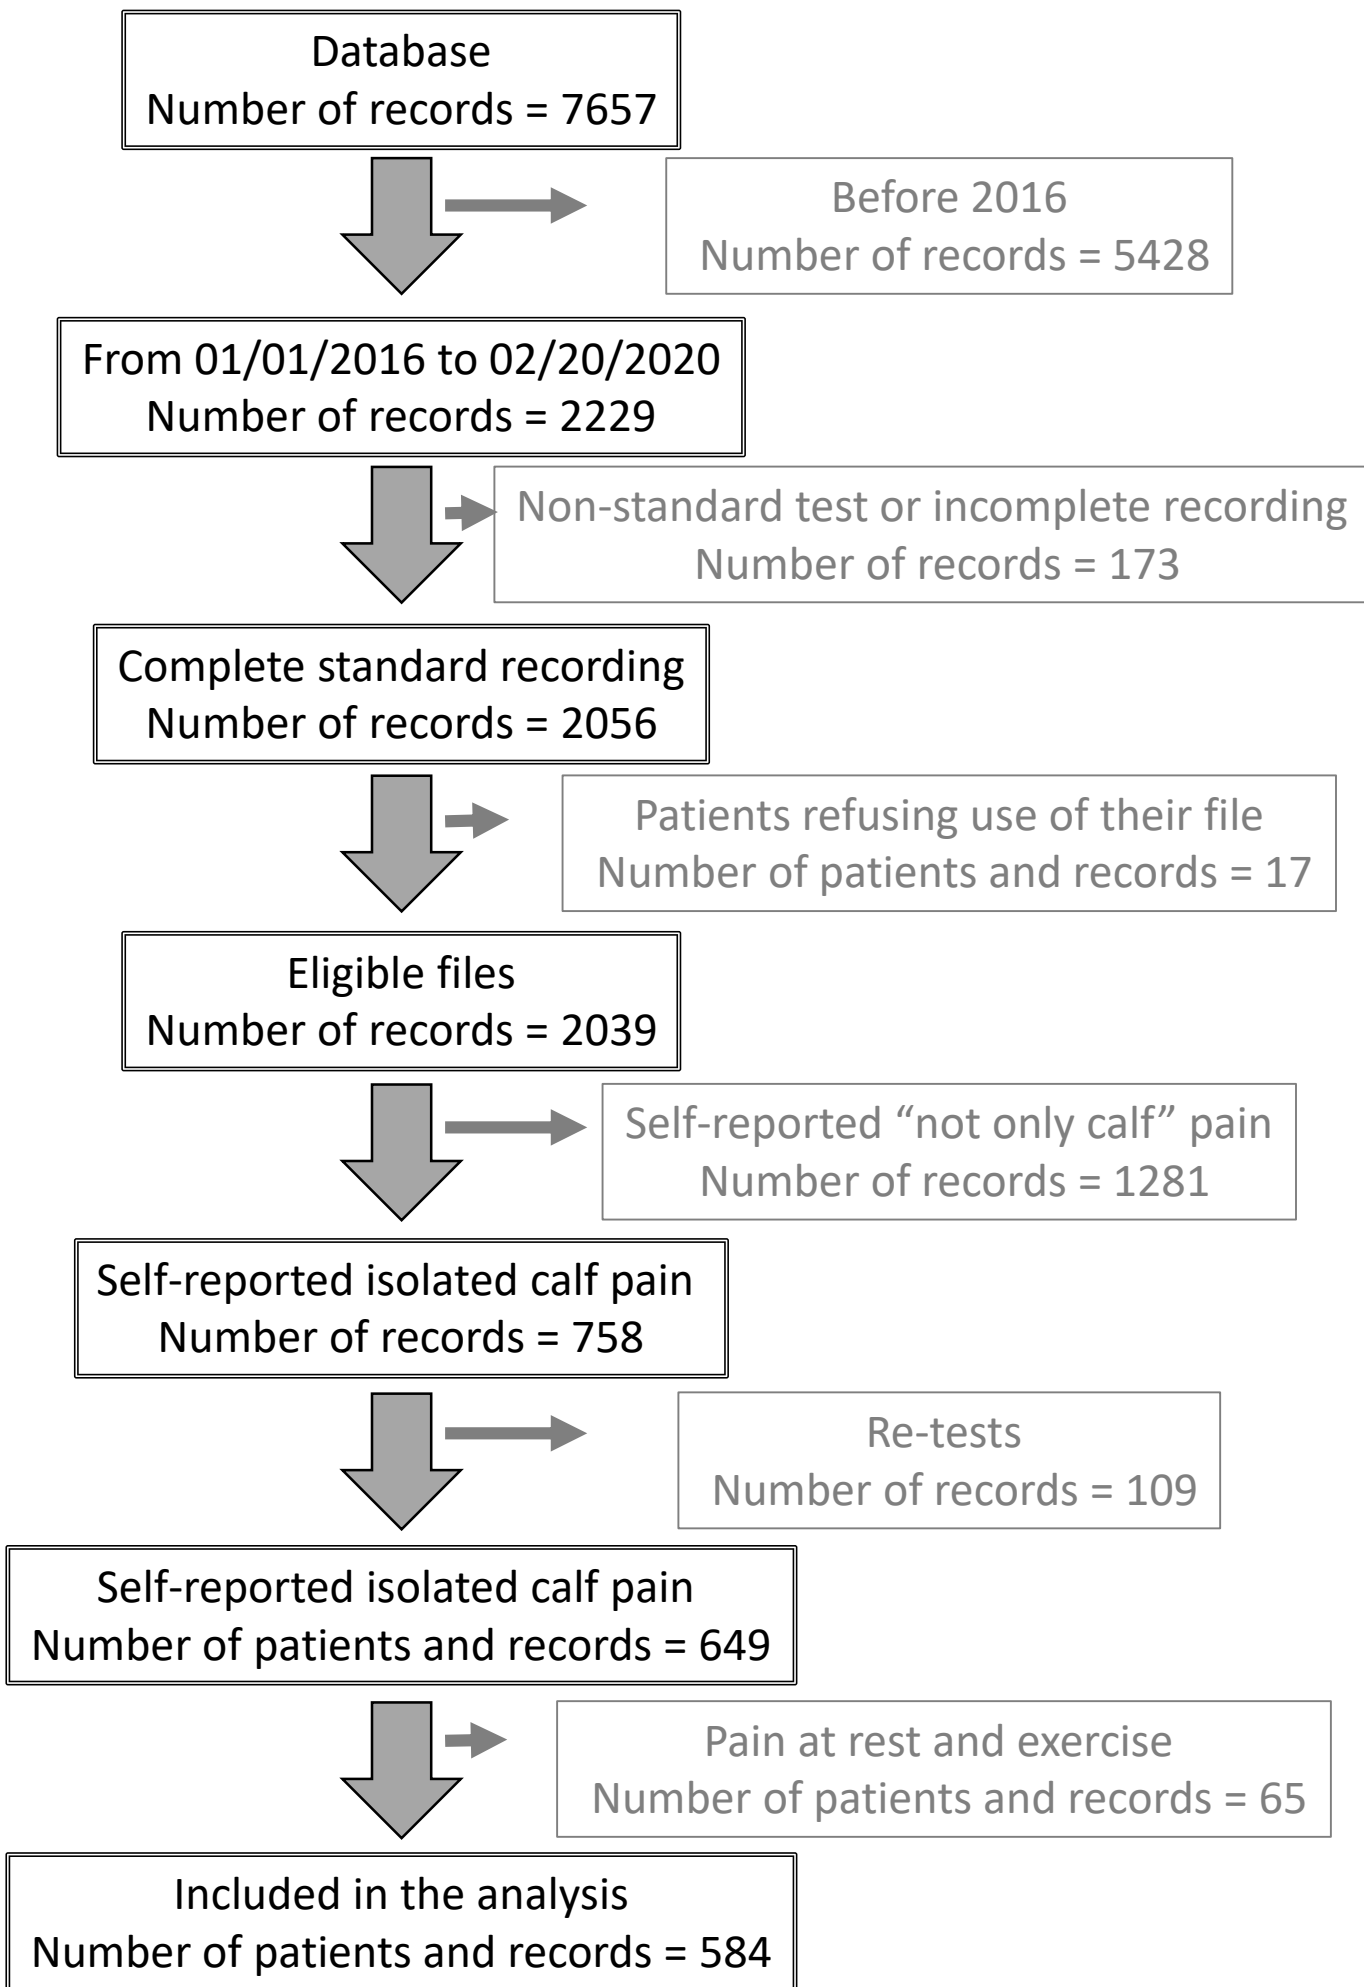 Database
Number of records = 7657
Before 2016
Number of records = 5428
From 01/01/2016 to 02/20/2020
Number of records = 2229
Non-standard test or incomplete recording
Number of records = 173
Complete standard recording
Number of records = 2056
Patients refusing use of their file
Number of patients and records = 17
Eligible files
Number of records = 2039
Self-reported “not only calf” pain
Number of records = 1281
Self-reported isolated calf pain
Number of records = 758
Re-tests
Number of records = 109
Self-reported isolated calf pain
Number of patients and records = 649
Pain at rest and exercise
Number of patients and records = 65
Included in the analysis
Number of patients and records = 584